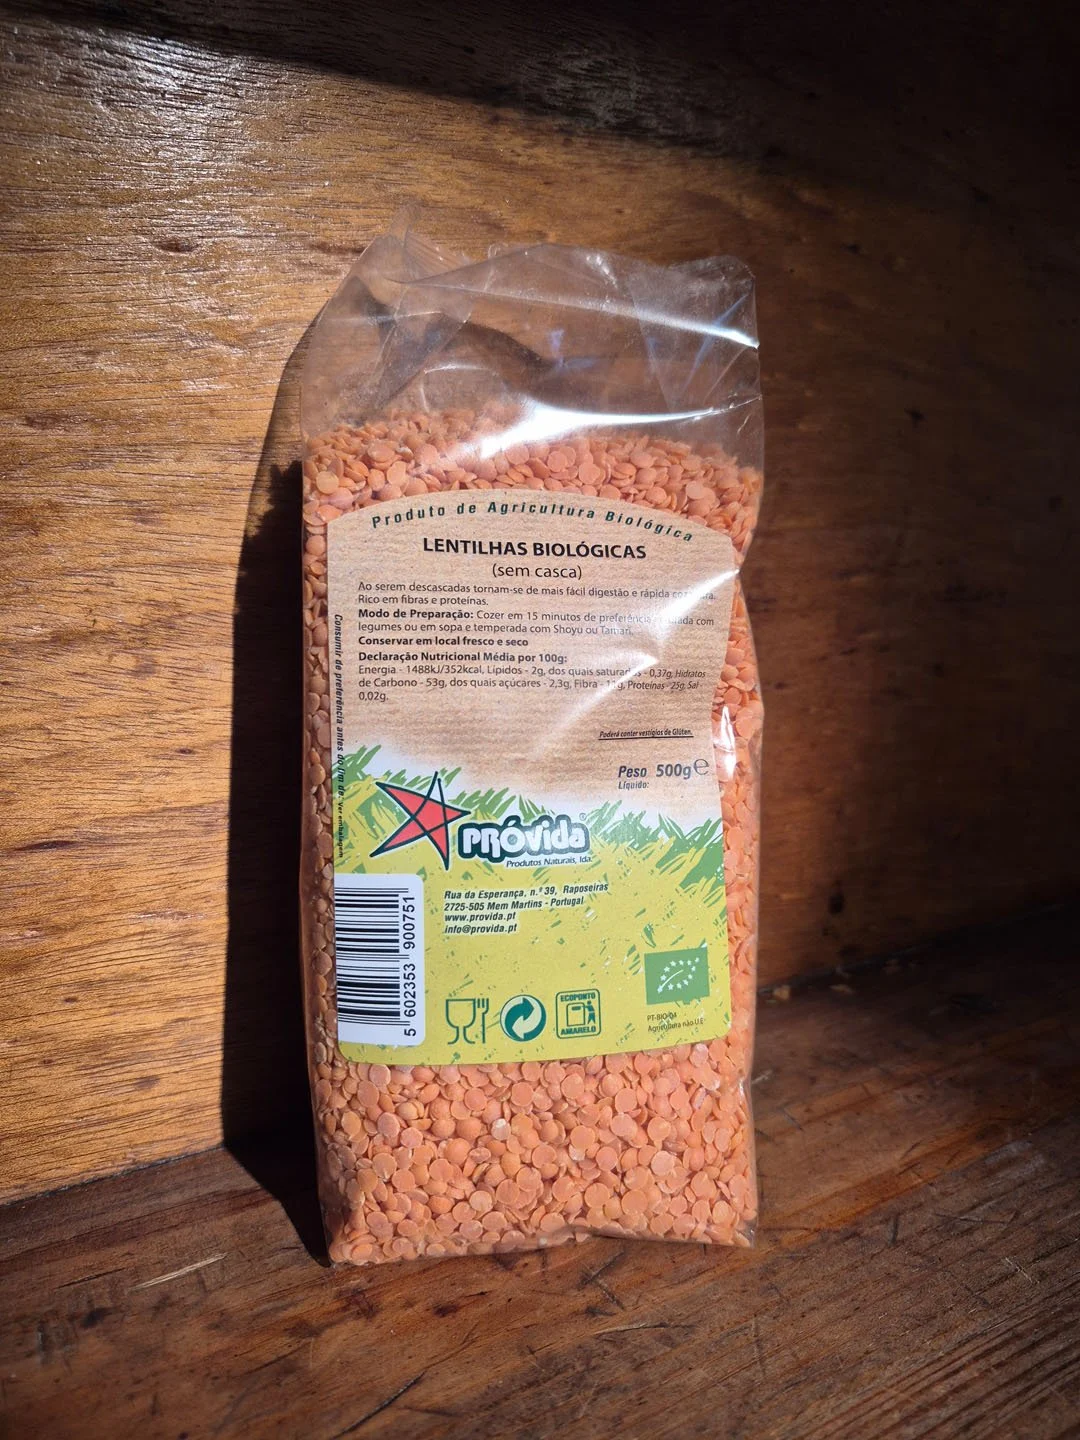 Produto de Agricultura Biológica
LENTILHAS BIOLÓGICAS
(sem casca)
Ao serem descascadas tornam-se de mais fácil digestão e rápida
Rico em fibras e proteínas.
Modo de Preparação: Cozer em 15 minutos de preferência com
legumes ou em sopa e temperada com Shoyu ou Tamari.
Conservar em local fresco e seco
Declaração Nutricional Média por 100g:
Energia - 1488kJ/352kcal, Lípidos - 2g, dos quais saturados - 0,37g, Hidratos
de Carbono - 53g, dos quais açúcares - 2,3g, Fibra - Proteínas - 25g, Sal -
0,02g.
Poderá conter vestígios de Glúten.
Consumir de preferência antes do fim de: Ver embalagem
Peso 500g e
Líquido:
PRÓVida®
Produtos Naturais, lda.
Rua da Esperança, n.º 39, Raposeiras
2725-505 Mem Martins - Portugal
www.provida.pt
info@provida.pt
5 602353 900751
ECOPONTO
AMARELO
PT-BIO-04
Agricultura não U.E.